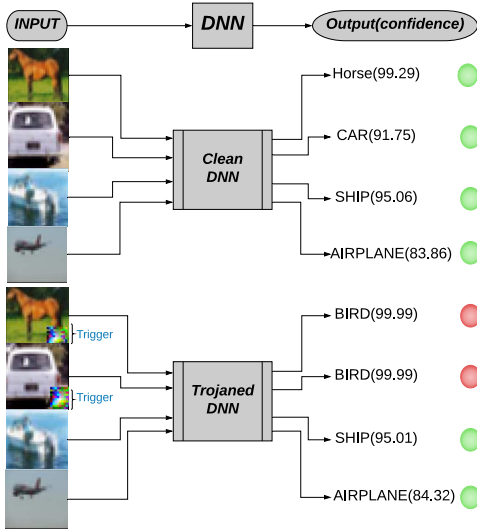 INPUT
DNN
Output(confidence)
Horse(99.29)
CAR(91.75)
Clean
DNN
SHIP(95.06)
AIRPLANE(83.86)
BIRD(99.99)
Trigger
BIRD(99.99)
Trojaned
DNN
Trigger
SHIP(95.01)
AIRPLANE(84.32)